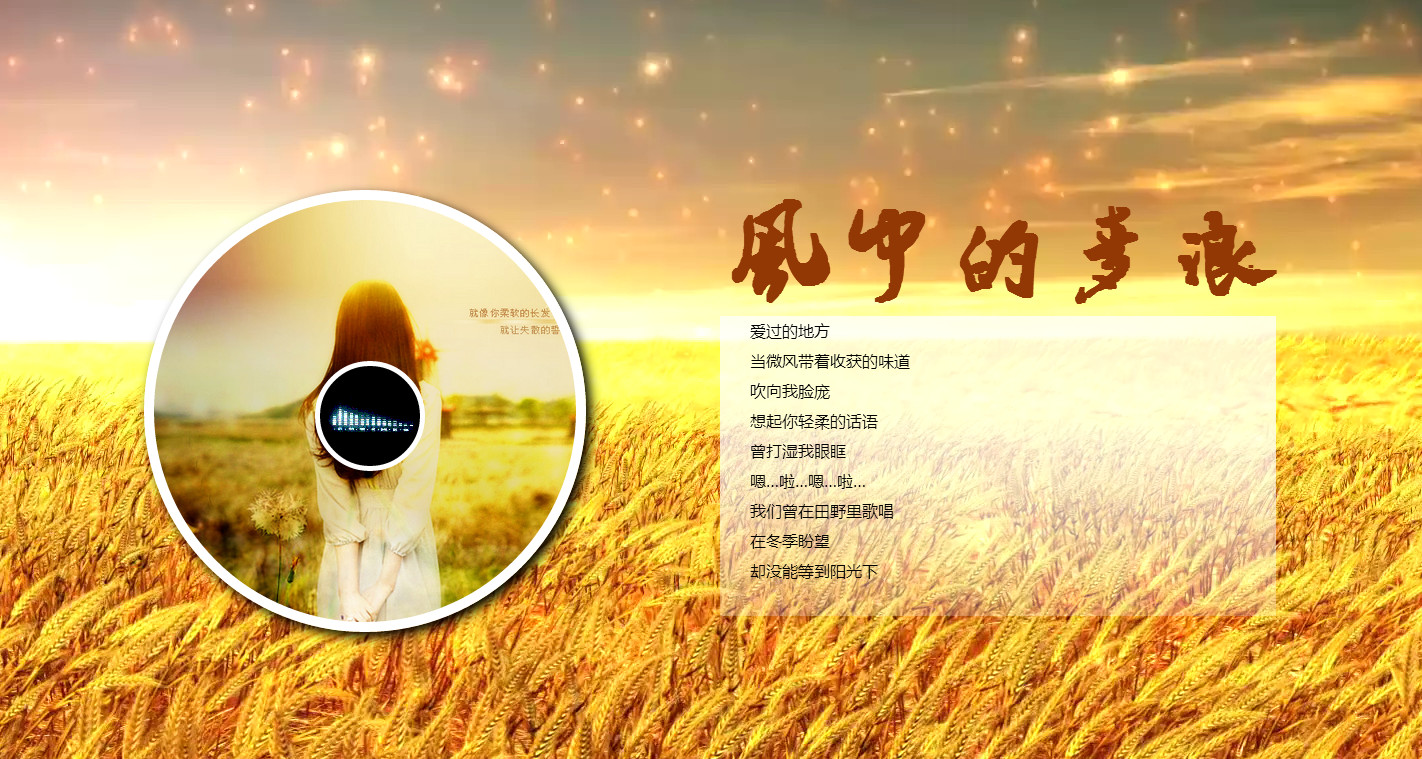 風中的麥浪
就像你柔软的长发
就让失散的誓
爱过的地方
当微风带着收获的味道
吹向我脸庞
想起你轻柔的话语
曾打湿我眼眶
嗯...啦...嗯...啦...
我们曾在田野里歌唱
在冬季盼望
却没能等到阳光下